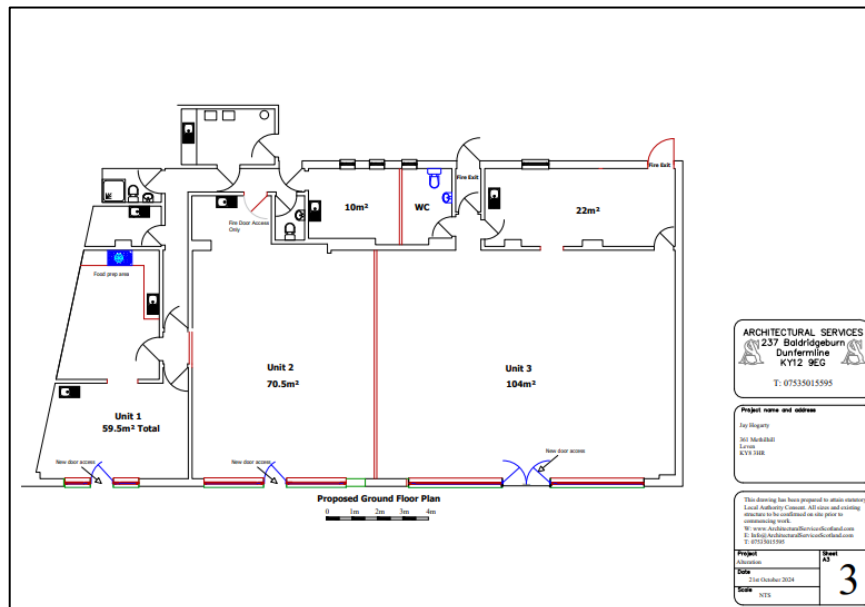 Fire Exit
Fire Exit
10m²
WC
22m²
Fire Door Access
Only
Food prep area
Unit 2
70.5m²
Unit 3
104m²
Unit 1
59.5m² Total
New door access
New door access
New door access
Proposed Ground Floor Plan
0 1m 2m 3m 4m
ARCHITECTURAL SERVICES
237 Baldridgeburn
Dunfermline
KY12 9EG
T: 07535015595
Project name and address
Jay Hogarty
361 Methilhill
Leven
KY8 3HR
This drawing has been prepared to attain statutory
Local Authority Consent. All sizes and existing
structure to be confirmed on site prior to
commencing work.
W: www.ArchitecturalServicesScotland.com
E: Info@ArchitecturalServicesScotland.com
T: 07535015595
Project
Alteration
Date
21st October 2024
Scale
NTS
Sheet
A3
3